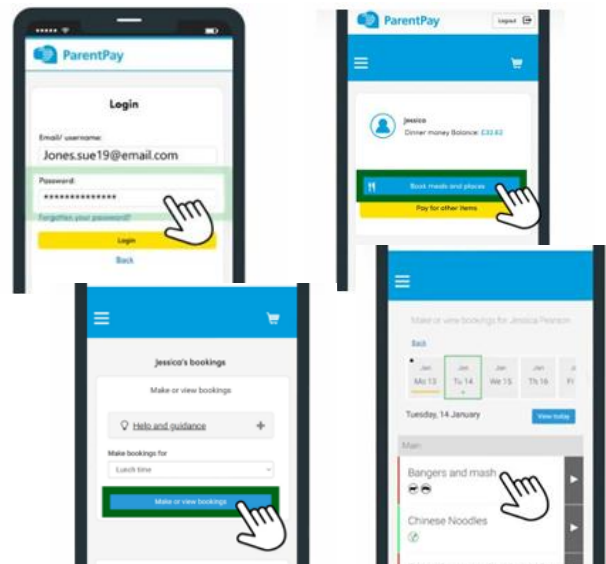 ParentPay
Login
Email/ username:
Jones.sue19@email.com
Password:
**************
Forgotten your password?
Login
Back
ParentPay
Logout
Jessica
Dinner money Balance: £33.63
Book meals and places
Pay for other items
Jessica's bookings
Make or view bookings
Help and guidance
Make bookings for
Lunch time
Make or view bookings
Make or view bookings for Jessica Pearson
Back
Jan Jan Jan Jan
Mo 13 Tu 14 We 15 Th 16 Fr
Tuesday, 14 January
View today
Main
Bangers and mash
Chinese Noodles